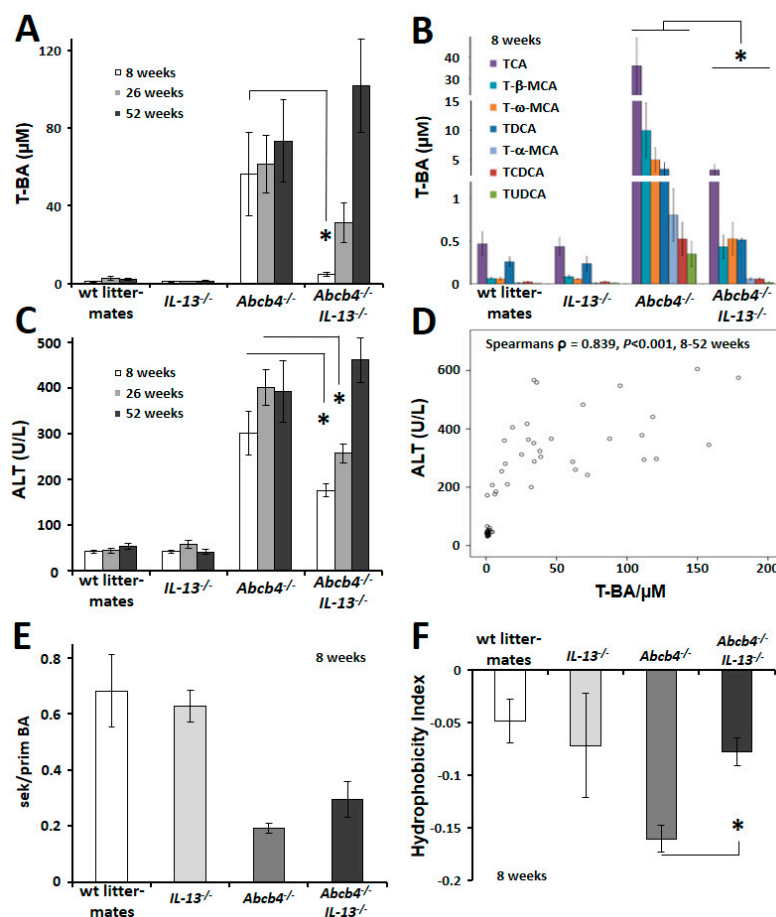 A
T-BA (µM)
120
80
40
0
8 weeks
26 weeks
52 weeks
*
wt litter-
mates
IL-13-/-
Abcb4-/-
Abcb4-/-
IL-13-/-
B
T-BA (µM)
8 weeks
TCA
T-β-MCA
T-ω-MCA
TDCA
T-α-MCA
TCDCA
TUDCA
40
30
15
10
5
1
0.5
0
*
wt litter-
mates
IL-13-/-
Abcb4-/-
Abcb4-/-
IL-13-/-
C
ALT (U/L)
500
400
300
200
100
0
8 weeks
26 weeks
52 weeks
*
*
wt litter-
mates
IL-13-/-
Abcb4-/-
Abcb4-/-
IL-13-/-
D
Spearmans ρ = 0.839, P<0.001, 8-52 weeks
ALT (U/L)
600
400
200
0
0
50
100
150
200
T-BA/µM
E
sek/prim BA
0.8
0.6
0.4
0.2
0
8 weeks
wt litter-
mates
IL-13-/-
Abcb4-/-
Abcb4-/-
IL-13-/-
F
wt litter-
mates
IL-13-/-
Abcb4-/-
Abcb4-/-
IL-13-/-
Hydrophobicity Index
0
-0.05
-0.1
-0.15
-0.2
*
8 weeks